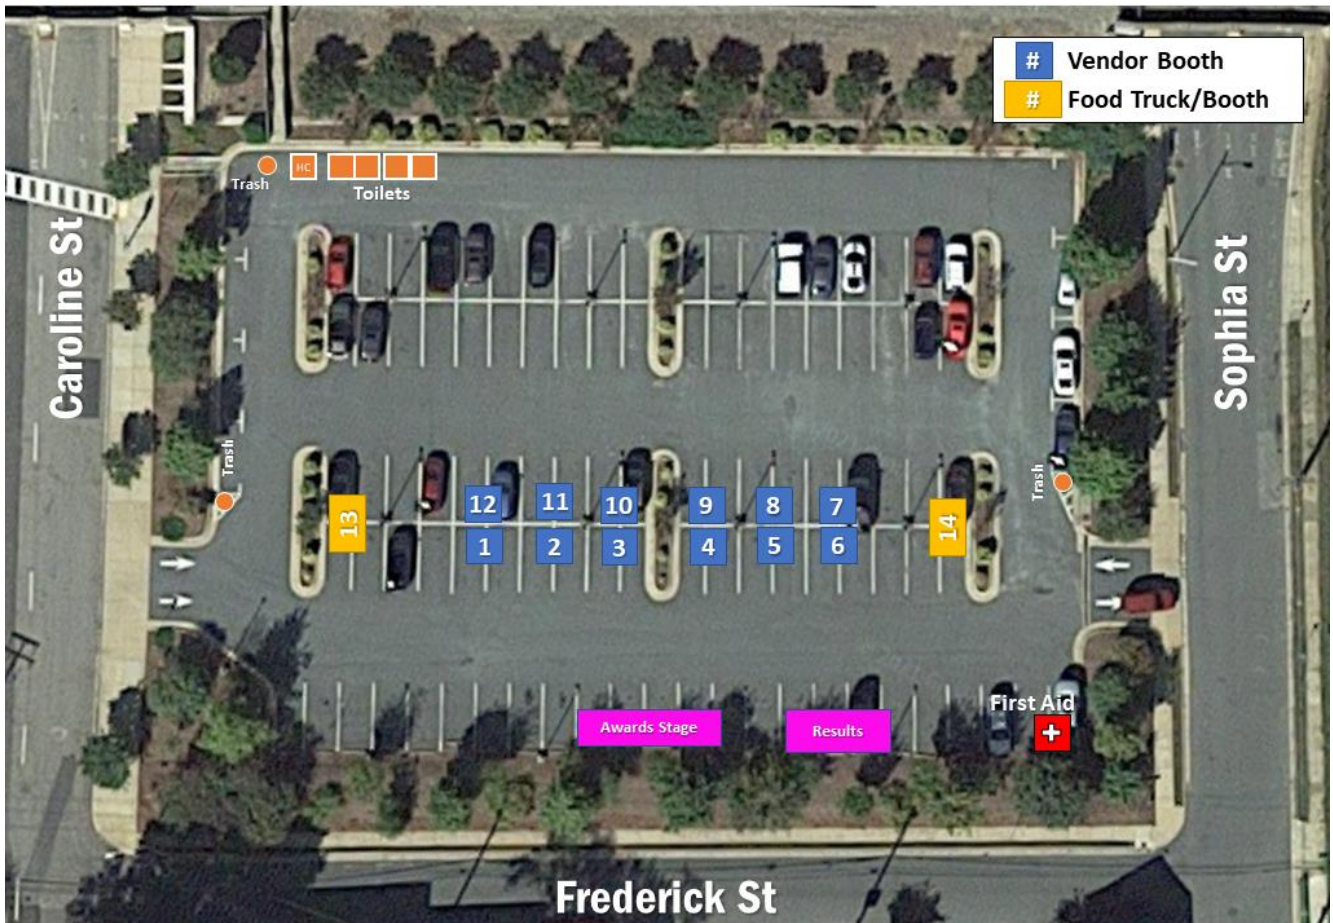 # Vendor Booth
# Food Truck/Booth
HC
Trash
Toilets
Caroline St
Sophia St
Trash
Trash
13
12
11
10
9
8
7
14
1
2
3
4
5
6
First Aid
Awards Stage
Results
Frederick St